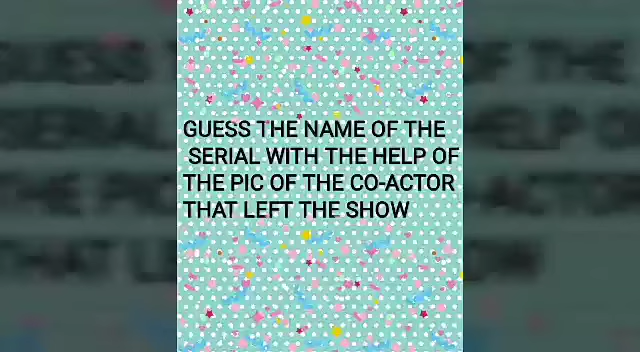 GUESS THE NAME OF THE
SERIAL WITH THE HELP OF
THE PIC OF THE CO-ACTOR
THAT LEFT THE SHOW